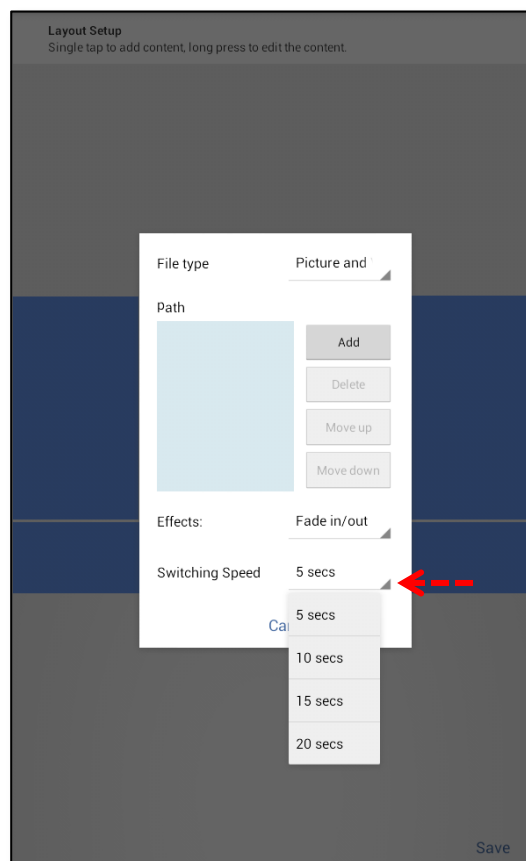 Layout Setup
Single tap to add content, long press to edit the content.
File type Picture and
Path
Add
Delete
Move up
Move down
Effects: Fade in/out
Switching Speed 5 secs
5 secs
Ca
10 secs
15 secs
20 secs
Save